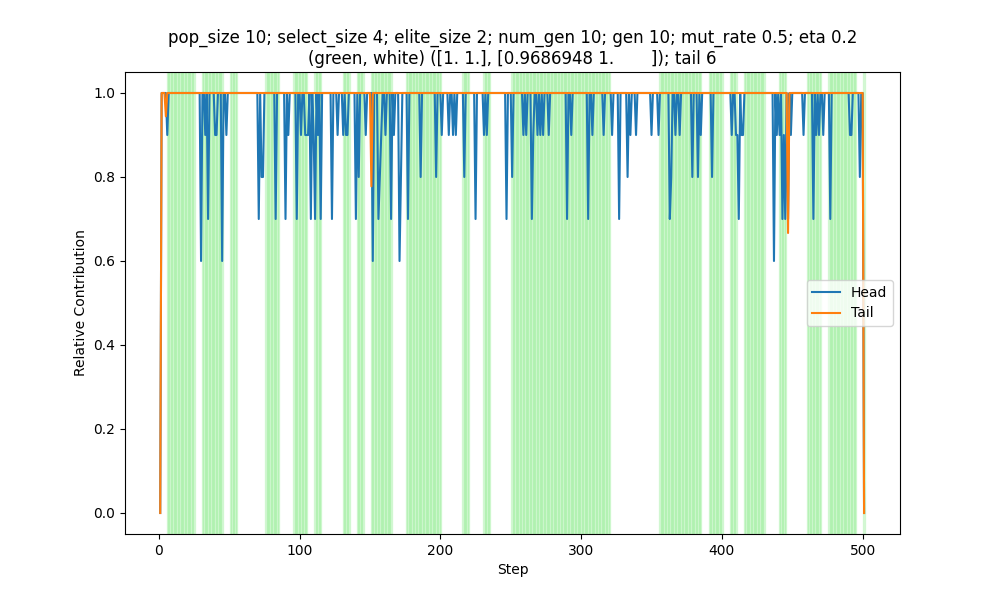 pop_size 10; select_size 4; elite_size 2; num_gen 10; gen 10; mut_rate 0.5; eta 0.2
(green, white) ([1. 1.], [0.9686948 1.        ]); tail 6
1.0
0.8
0.6
0.4
0.2
0.0
Relative Contribution
Head
Tail
0
100
200
300
400
500
Step